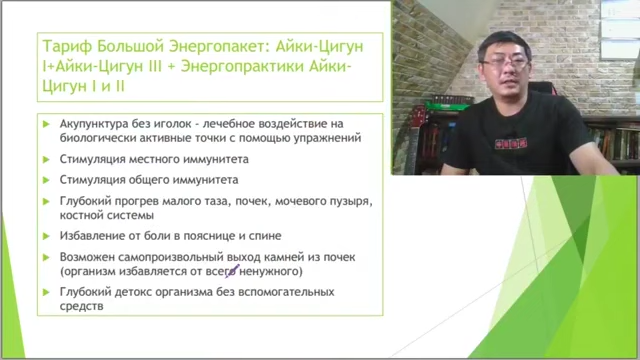 Тариф Большой Энергопакет: Айки-Цигун
I+Айки-Цигун III + Энергопрактики Айки-
Цигун I и II
Акупунктура без иголок - лечебное воздействие на
биологически активные точки с помощью упражнений
Стимуляция местного иммунитета
Стимуляция общего иммунитета
Глубокий прогрев малого таза, почек, мочевого пузыря,
костной системы
Избавление от боли в пояснице и спине
Возможен самопроизвольный выход камней из почек
(организм избавляется от всего ненужного)
Глубокий детокс организма без вспомогательных
средств